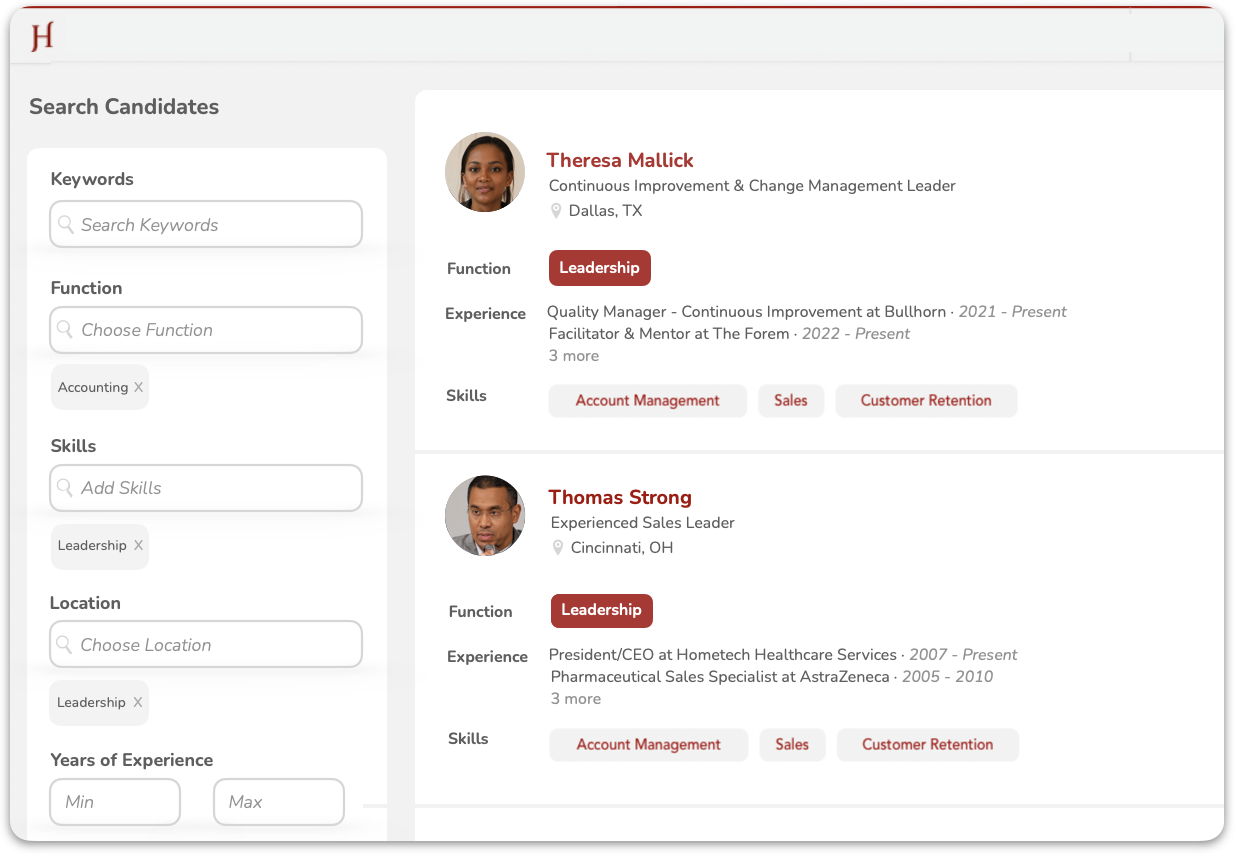 H
Search Candidates
Keywords
Search Keywords
Function
Choose Function
Accounting X
Skills
Add Skills
Leadership X
Location
Choose Location
Leadership X
Years of Experience
Min Max
Theresa Mallick
Continuous Improvement & Change Management Leader
Dallas, TX
Function Leadership
Experience Quality Manager - Continuous Improvement at Bullhorn · 2021 - Present
Facilitator & Mentor at The Forem · 2022 - Present
3 more
Skills Account Management Sales Customer Retention
Thomas Strong
Experienced Sales Leader
Cincinnati, OH
Function Leadership
Experience President/CEO at Hometech Healthcare Services · 2007 - Present
Pharmaceutical Sales Specialist at AstraZeneca · 2005 - 2010
3 more
Skills Account Management Sales Customer Retention